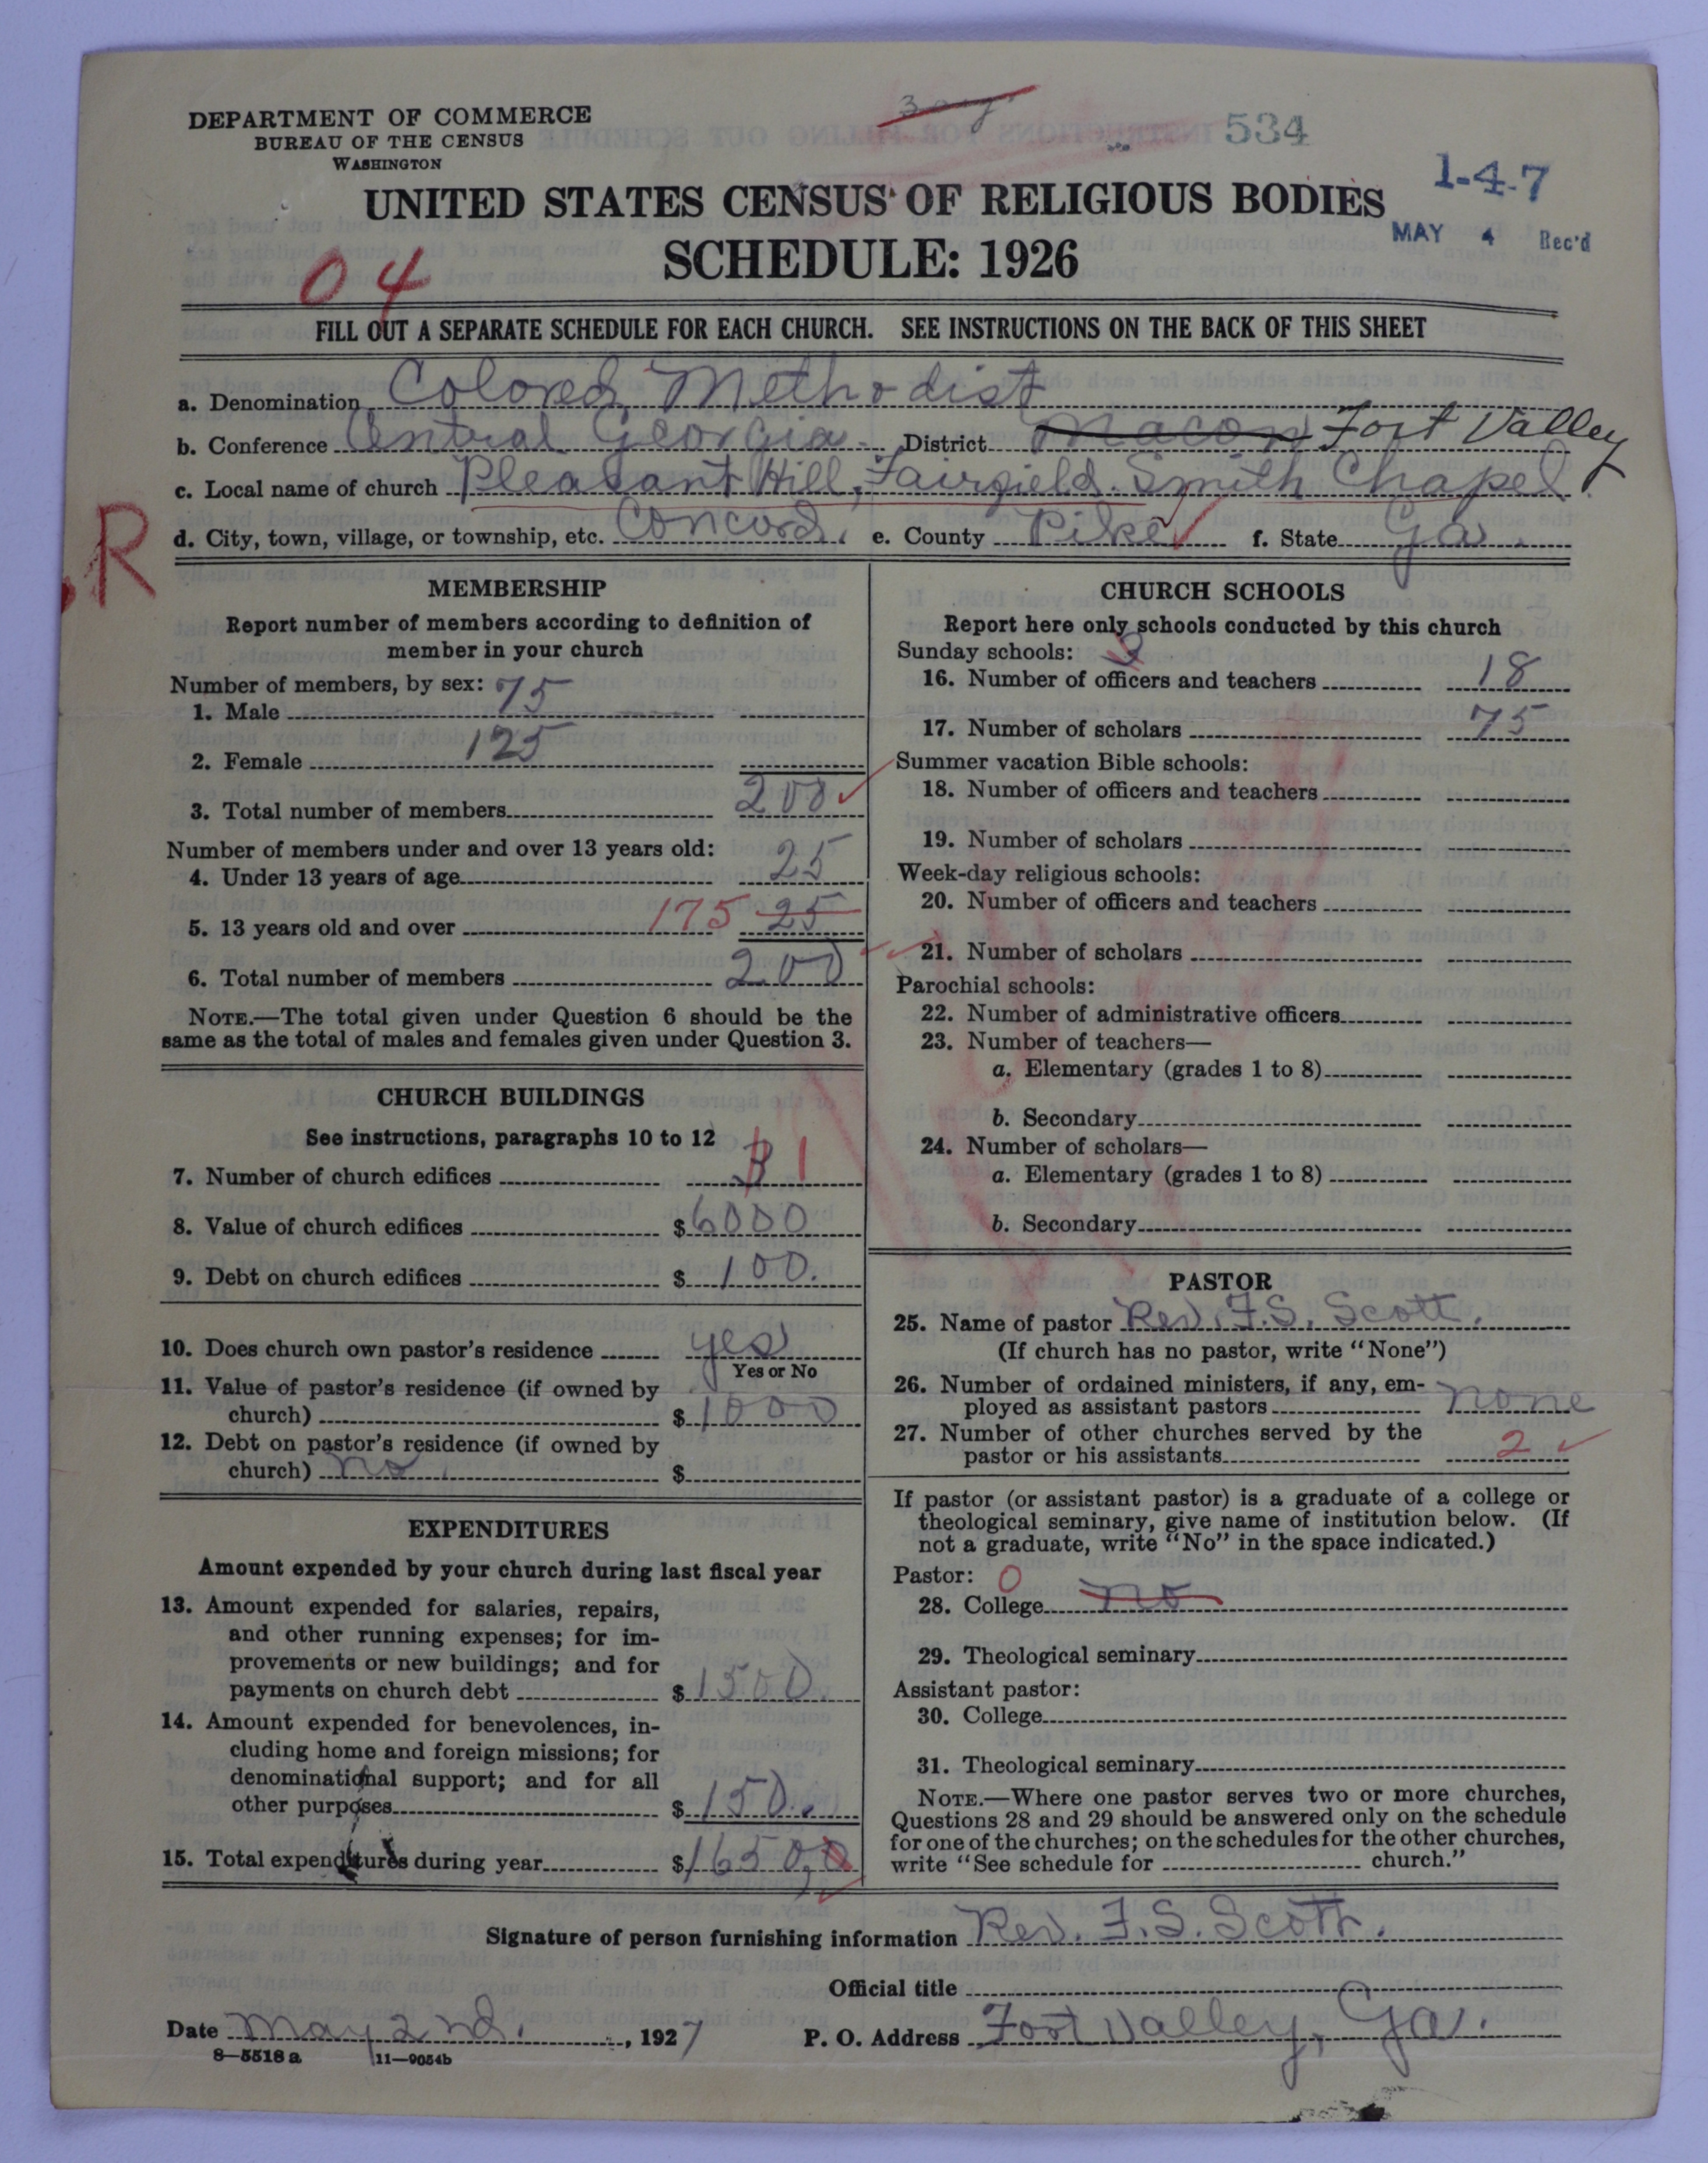 DEPARTMENT OF COMMERCE
BUREAU OF THE CENSUS
WASHINGTON
534
1-4-7
UNITED STATES CENSUS OF RELIGIOUS BODIES
MAY 4 Rec'd
SCHEDULE: 1926
04
FILL OUT A SEPARATE SCHEDULE FOR EACH CHURCH. SEE INSTRUCTIONS ON THE BACK OF THIS SHEET
a. Denomination Colored Methodist
b. Conference Central Georgia District Macon Fort Valley
c. Local name of church Pleasant Hill, Fairfield Smith Chapel
d. City, town, village, or township, etc. Concord. e. County Pike f. State Ga.
R
MEMBERSHIP
Report number of members according to definition of
member in your church
Number of members, by sex:
1. Male 75
2. Female 125
3. Total number of members 200
Number of members under and over 13 years old:
4. Under 13 years of age 25
5. 13 years old and over 175 25
6. Total number of members 200
NOTE.—The total given under Question 6 should be the
same as the total of males and females given under Question 3.
CHURCH BUILDINGS
See instructions, paragraphs 10 to 12
7. Number of church edifices 3 1
8. Value of church edifices $6000
9. Debt on church edifices $100.
10. Does church own pastor's residence yes
Yes or No
11. Value of pastor's residence (if owned by
church) $1000
12. Debt on pastor's residence (if owned by
church) no. $
EXPENDITURES
Amount expended by your church during last fiscal year
13. Amount expended for salaries, repairs,
and other running expenses; for im-
provements or new buildings; and for
payments on church debt $1500.
14. Amount expended for benevolences, in-
cluding home and foreign missions; for
denominational support; and for all
other purposes $150.
15. Total expenditures during year $1650,0
CHURCH SCHOOLS
Report here only schools conducted by this church
Sunday schools: 3
16. Number of officers and teachers 18
17. Number of scholars 75
Summer vacation Bible schools:
18. Number of officers and teachers
19. Number of scholars
Week-day religious schools:
20. Number of officers and teachers
21. Number of scholars
Parochial schools:
22. Number of administrative officers
23. Number of teachers—
a. Elementary (grades 1 to 8)
b. Secondary
24. Number of scholars—
a. Elementary (grades 1 to 8)
b. Secondary
PASTOR
25. Name of pastor Rev. F.S. Scott.
(If church has no pastor, write "None")
26. Number of ordained ministers, if any, em-
ployed as assistant pastors none
27. Number of other churches served by the
pastor or his assistants 2
If pastor (or assistant pastor) is a graduate of a college or
theological seminary, give name of institution below. (If
not a graduate, write "No" in the space indicated.)
Pastor: 0
28. College no
29. Theological seminary
Assistant pastor:
30. College
31. Theological seminary
NOTE.—Where one pastor serves two or more churches,
Questions 28 and 29 should be answered only on the schedule
for one of the churches; on the schedules for the other churches,
write "See schedule for church."
Signature of person furnishing information Rev. F.S. Scott.
Official title
Date May 2nd. , 1927 P. O. Address Fort Valley, Ga.
8—5518 a 11—9054b